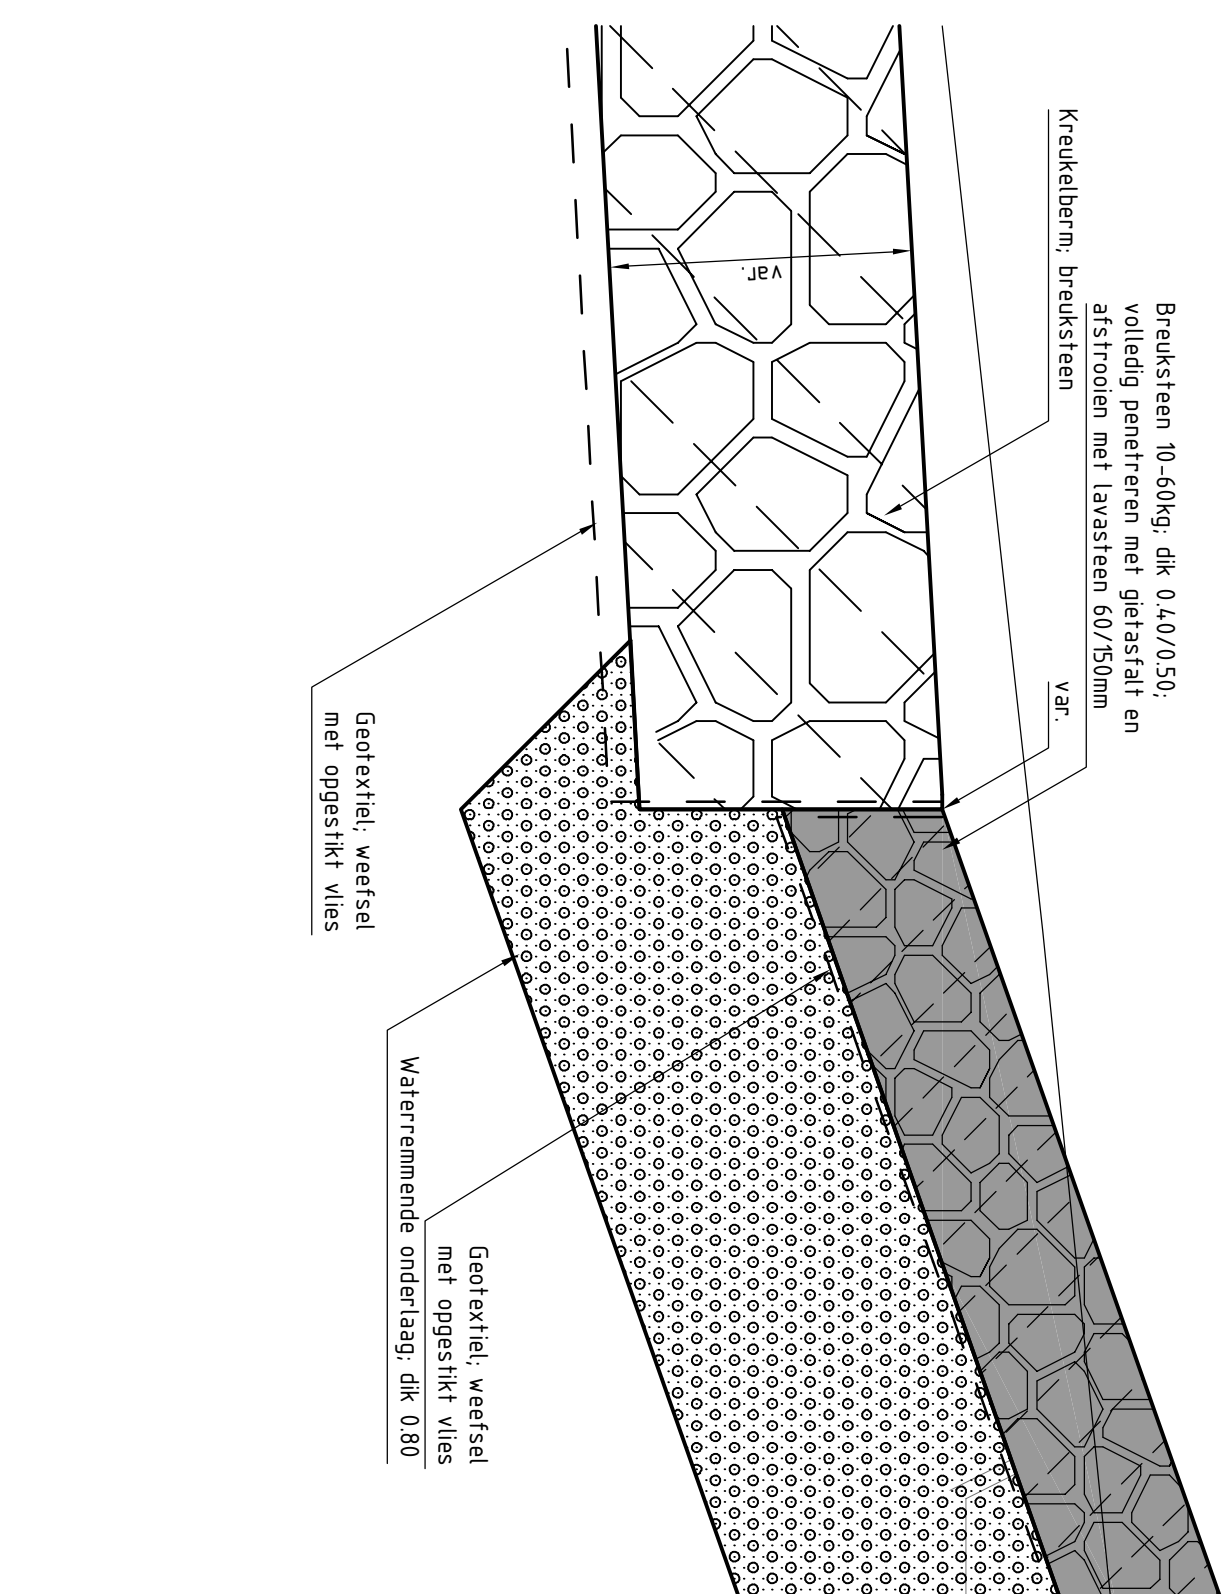 Breuksteen 10-60kg; dik 0.40/0.50;
volledig penetreren met gietasfalt en
afstrooien met lavasteen 60/150mm
Kreukelberm; breuksteen
var.
var.
Geotextiel; weefsel
met opgestikt vlies
Geotextiel; weefsel
met opgestikt vlies
Waterremmende onderlaag; dik 0.80